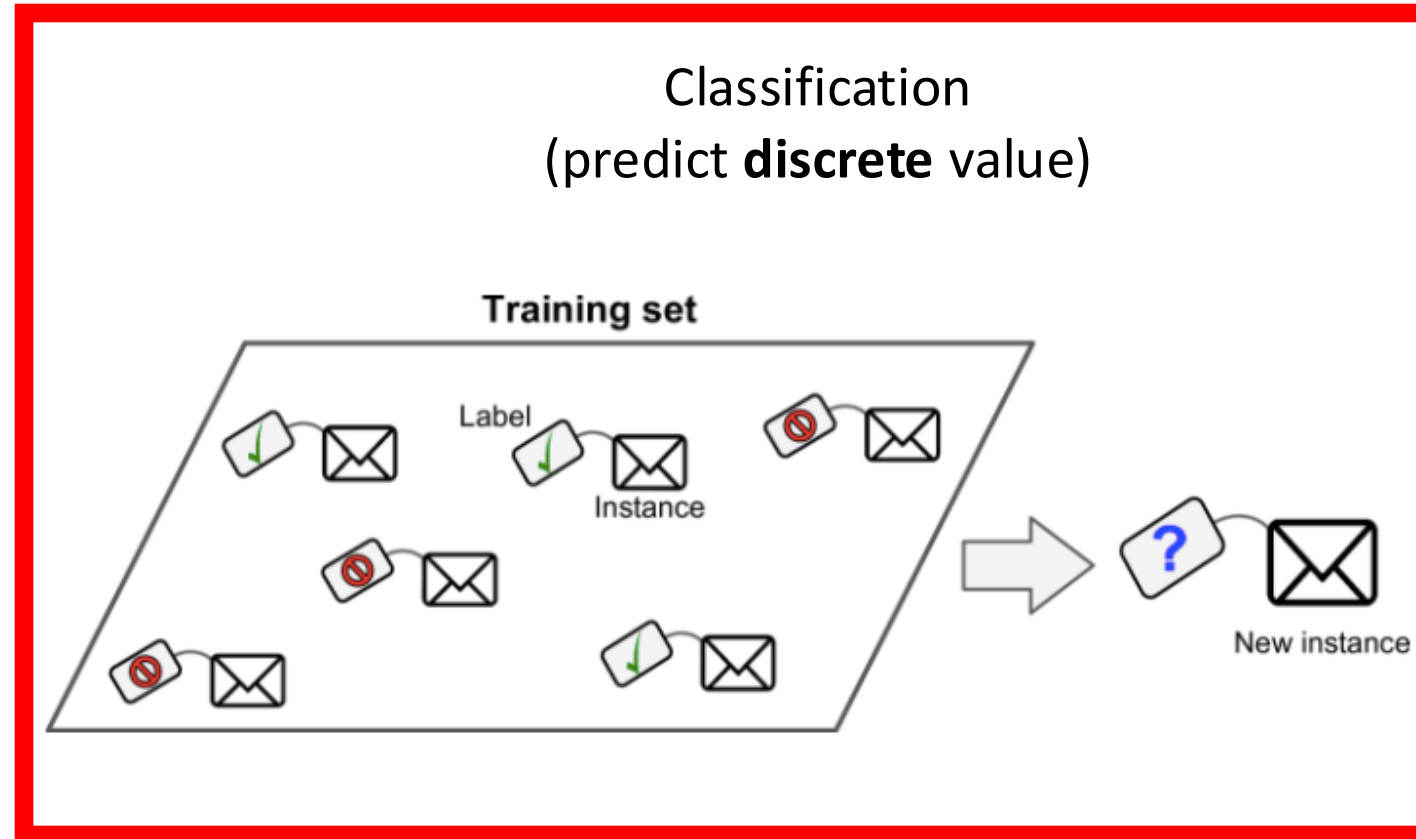 Classification
(predict discrete value)
Training set
Label
Instance
?
New instance